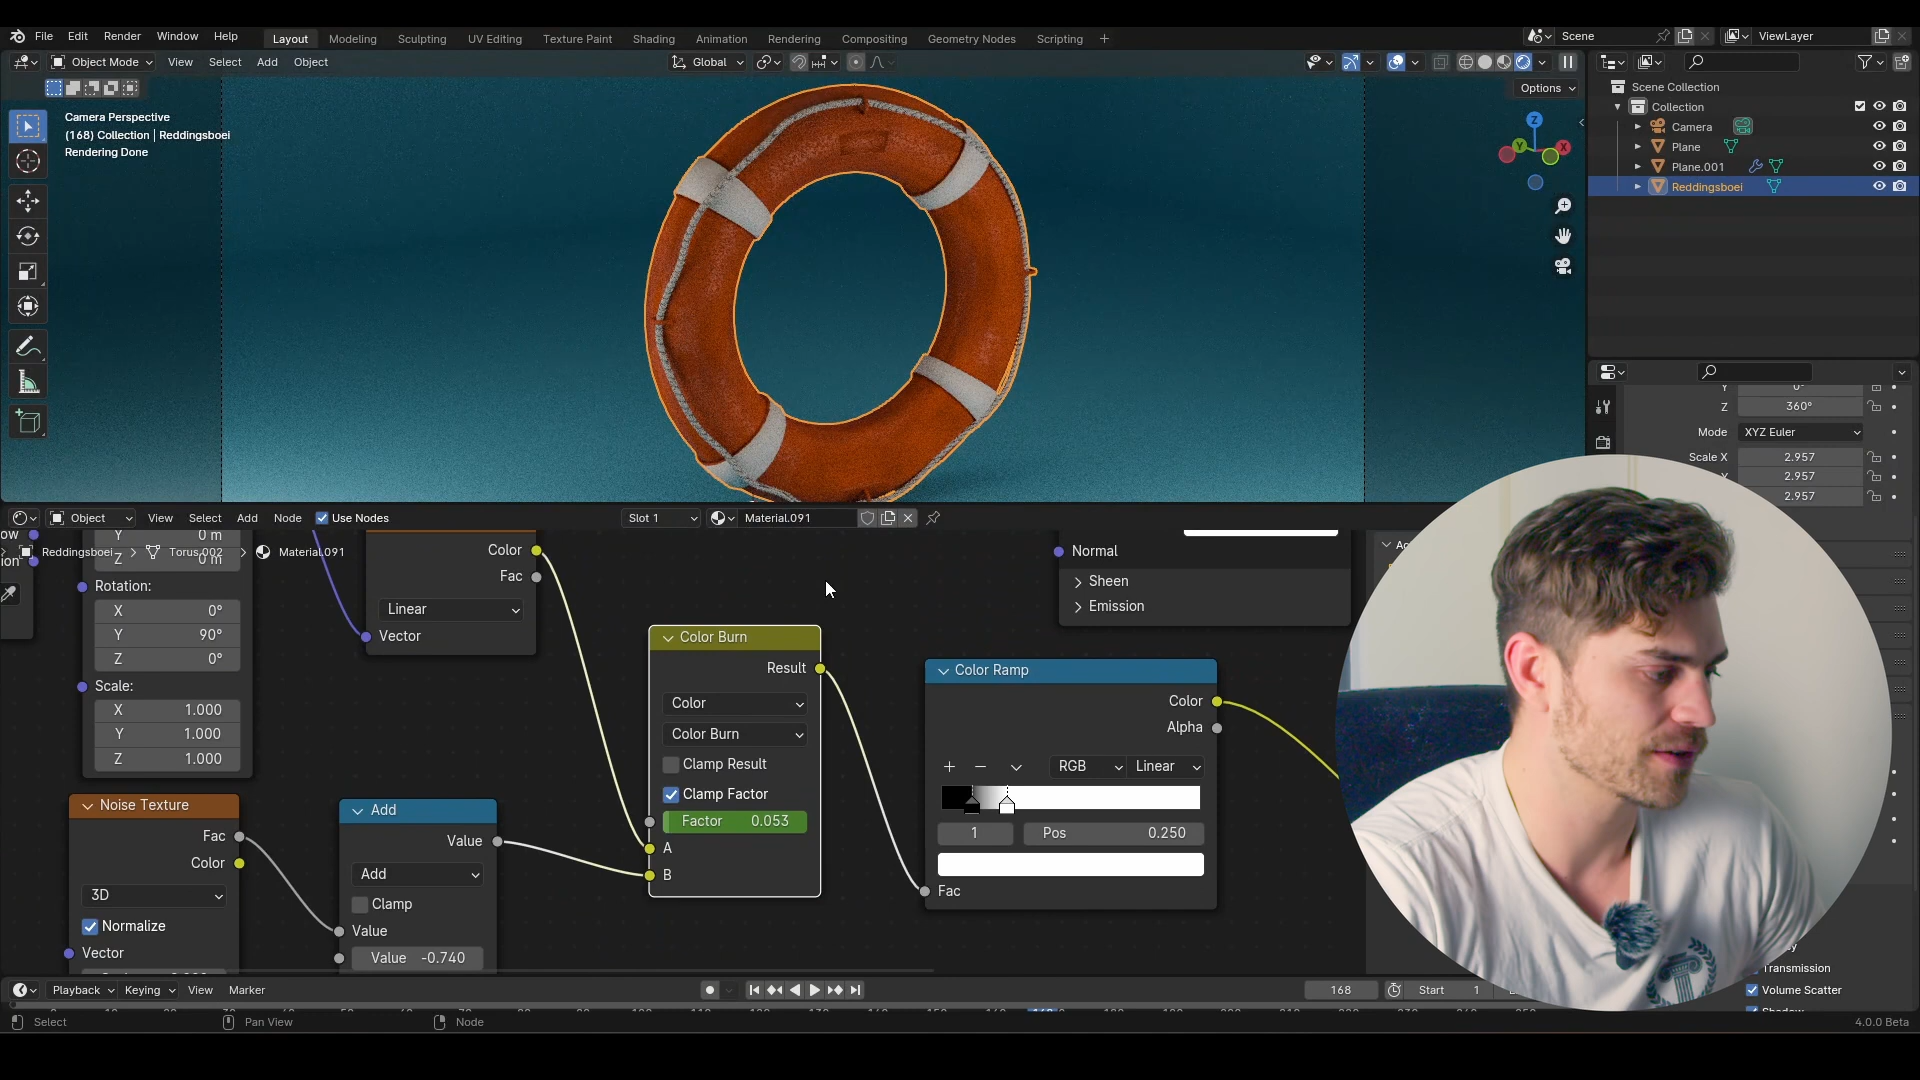 File Edit Render Window Help
Layout Modeling Sculpting UV Editing Texture Paint Shading Animation Rendering Compositing Geometry Nodes Scripting +
Scene
ViewLayer
Object Mode View Select Add Object
Global
Options
Camera Perspective
(168) Collection | Reddingsboei
Rendering Done
Z
Y
X
Scene Collection
Collection
Camera
Plane
Plane.001
Reddingsboei
Z 360°
Mode XYZ Euler
Scale X 2.957
2.957
2.957
Object View Select Add Node Use Nodes
Slot 1
Material.091
Reddingsboei > Torus.002 > Material.091
Y 0 m
Z 0 m
Rotation:
X 0°
Y 90°
Z 0°
Scale:
X 1.000
Y 1.000
Z 1.000
Color
Fac
Linear
Vector
Noise Texture
Fac
Color
3D
Normalize
Vector
Add
Value
Add
Clamp
Value
Value -0.740
Color Burn
Result
Color
Color Burn
Clamp Result
Clamp Factor
Factor 0.053
A
B
Normal
Sheen
Emission
Color Ramp
Color
Alpha
+ − RGB Linear
1 Pos 0.250
Fac
Transmission
Volume Scatter
Playback Keying View Marker
168
Start 1
Select
Pan View
Node
4.0.0 Beta